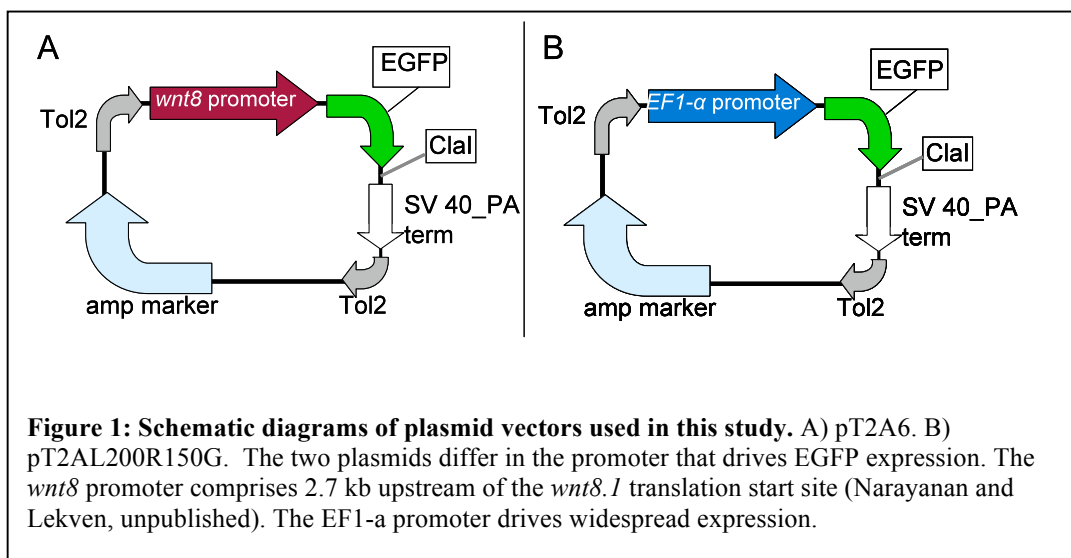 A
EGFP
wnt8 promoter
Tol2
ClaI
SV 40_PA
term
amp marker
Tol2
B
EGFP
EF1-α promoter
Tol2
ClaI
SV 40_PA
term
amp marker
Tol2
Figure 1: Schematic diagrams of plasmid vectors used in this study. A) pT2A6. B)
pT2AL200R150G. The two plasmids differ in the promoter that drives EGFP expression. The
wnt8 promoter comprises 2.7 kb upstream of the wnt8.1 translation start site (Narayanan and
Lekven, unpublished). The EF1-a promoter drives widespread expression.